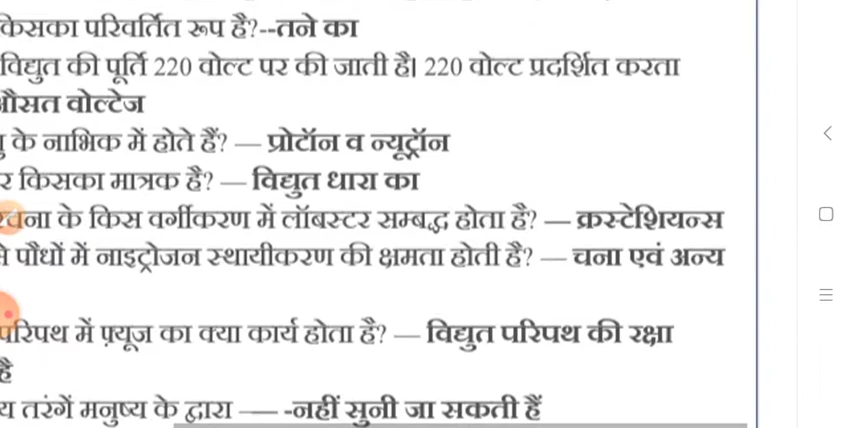 किसका परिवर्तित रूप है?--तने का
विद्युत की पूर्ति 220 वोल्ट पर की जाती है| 220 वोल्ट प्रदर्शित करता
औसत वोल्टेज
के नाभिक में होते हैं? — प्रोटॉन व न्यूट्रॉन
किसका मात्रक है? — विद्युत धारा का
के किस वर्गीकरण में लॉबस्टर सम्बद्ध होता है? — क्रस्टेशियन्स
पौधों में नाइट्रोजन स्थायीकरण की क्षमता होती है? — चना एवं अन्य
परिपथ में फ़्यूज का क्या कार्य होता है? — विद्युत परिपथ की रक्षा
है
तरंगें मनुष्य के द्वारा —– -नहीं सुनी जा सकती हैं